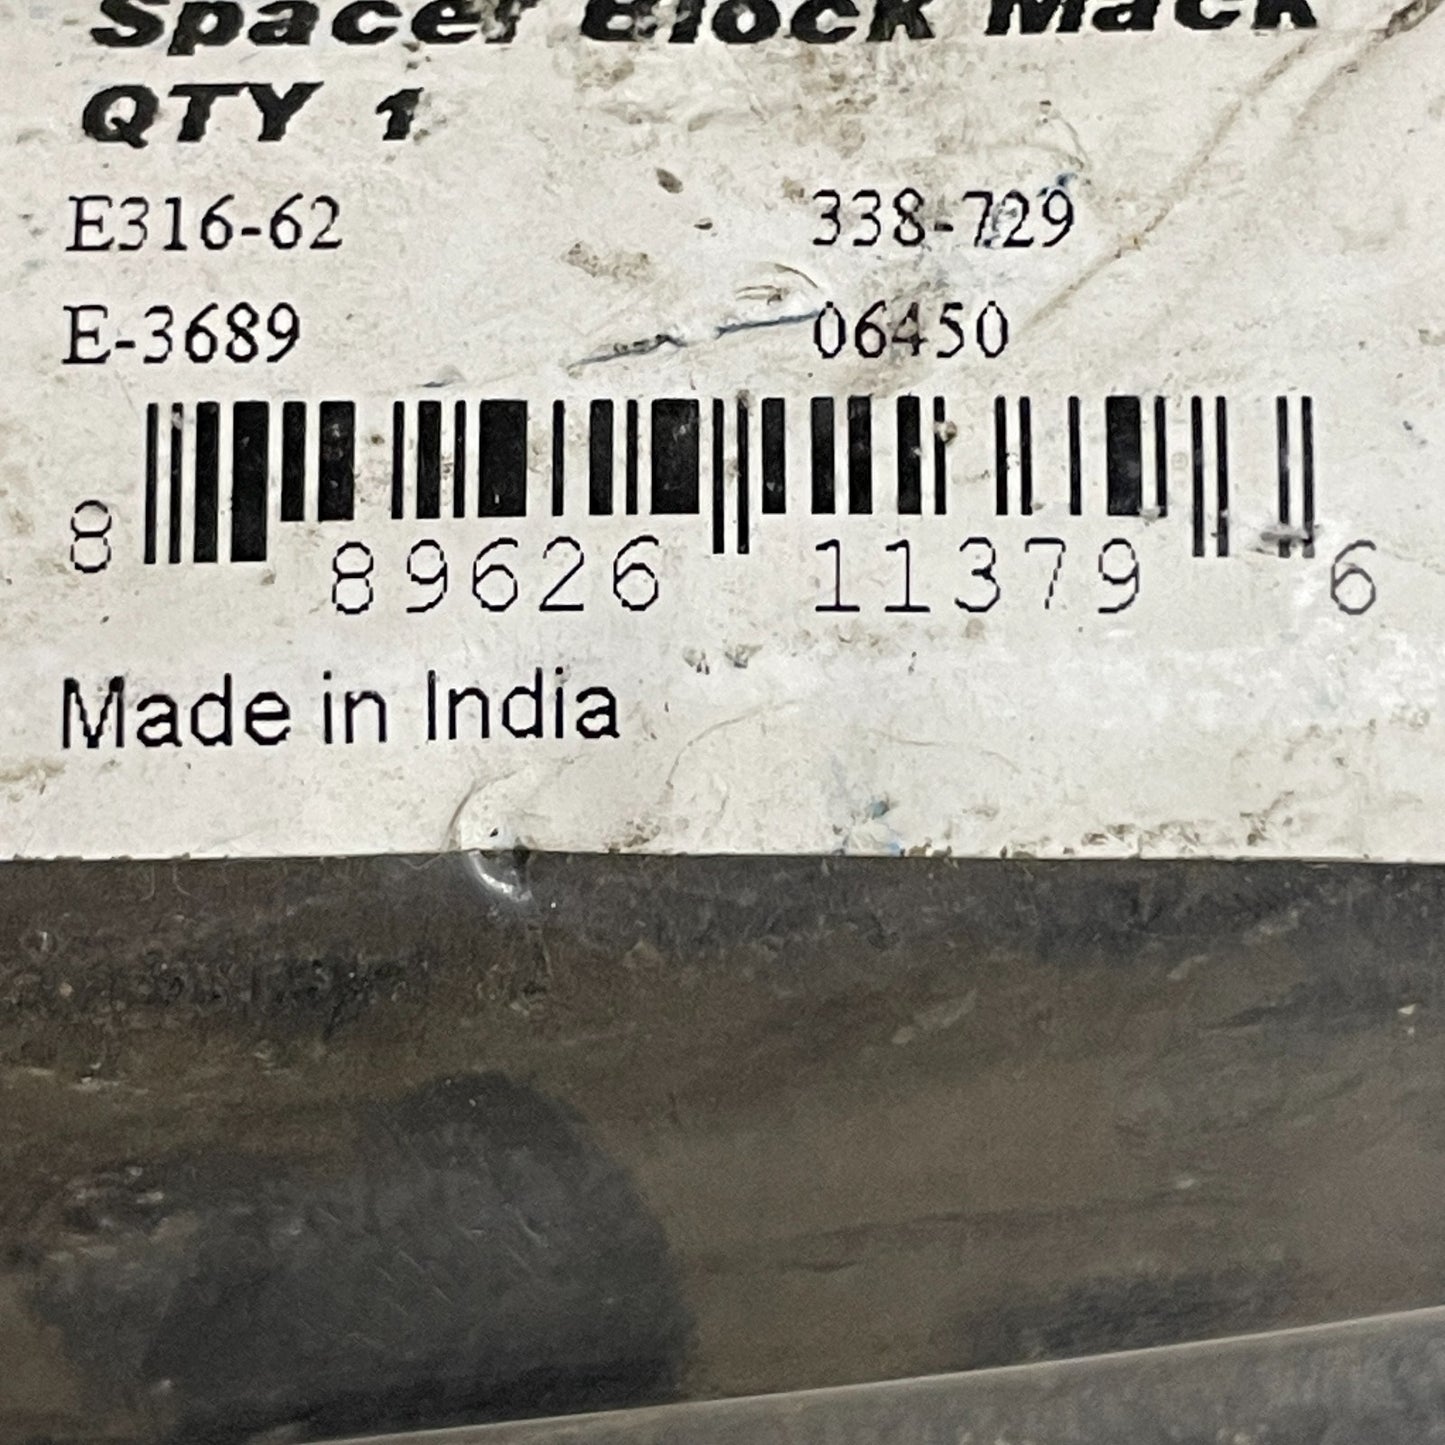 Spacer Block Mack
QTY 1
E316-62 338-729
E-3689 06450
8 89626 11379 6
Made in India